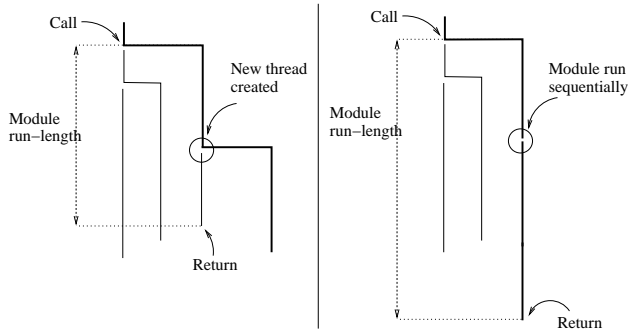 Call
New thread
created
Module
run−length
Return
Call
Module run
sequentially
Module
run−length
Return